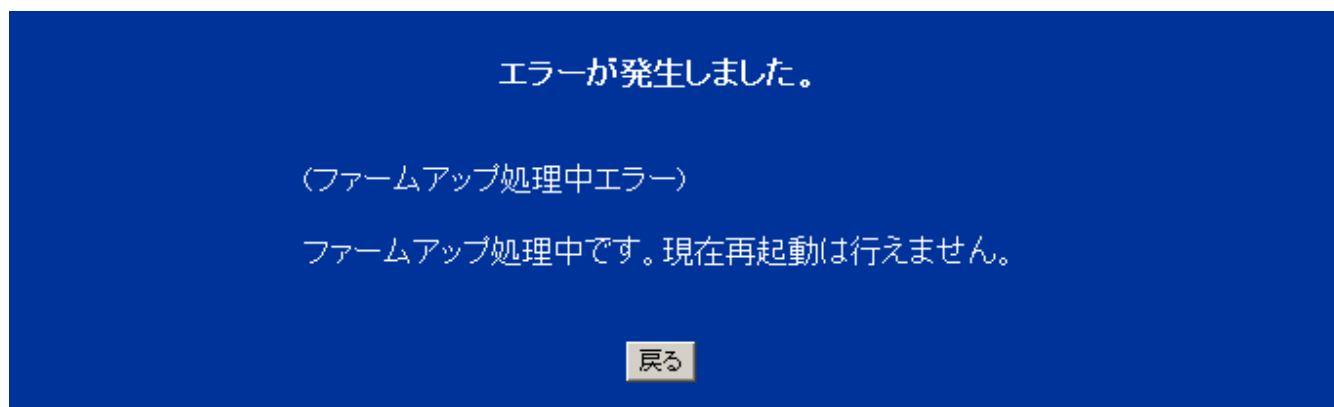 エラーが発生しました。
（ファームアップ処理中エラー）
ファームアップ処理中です。現在再起動は行えません。
戻る